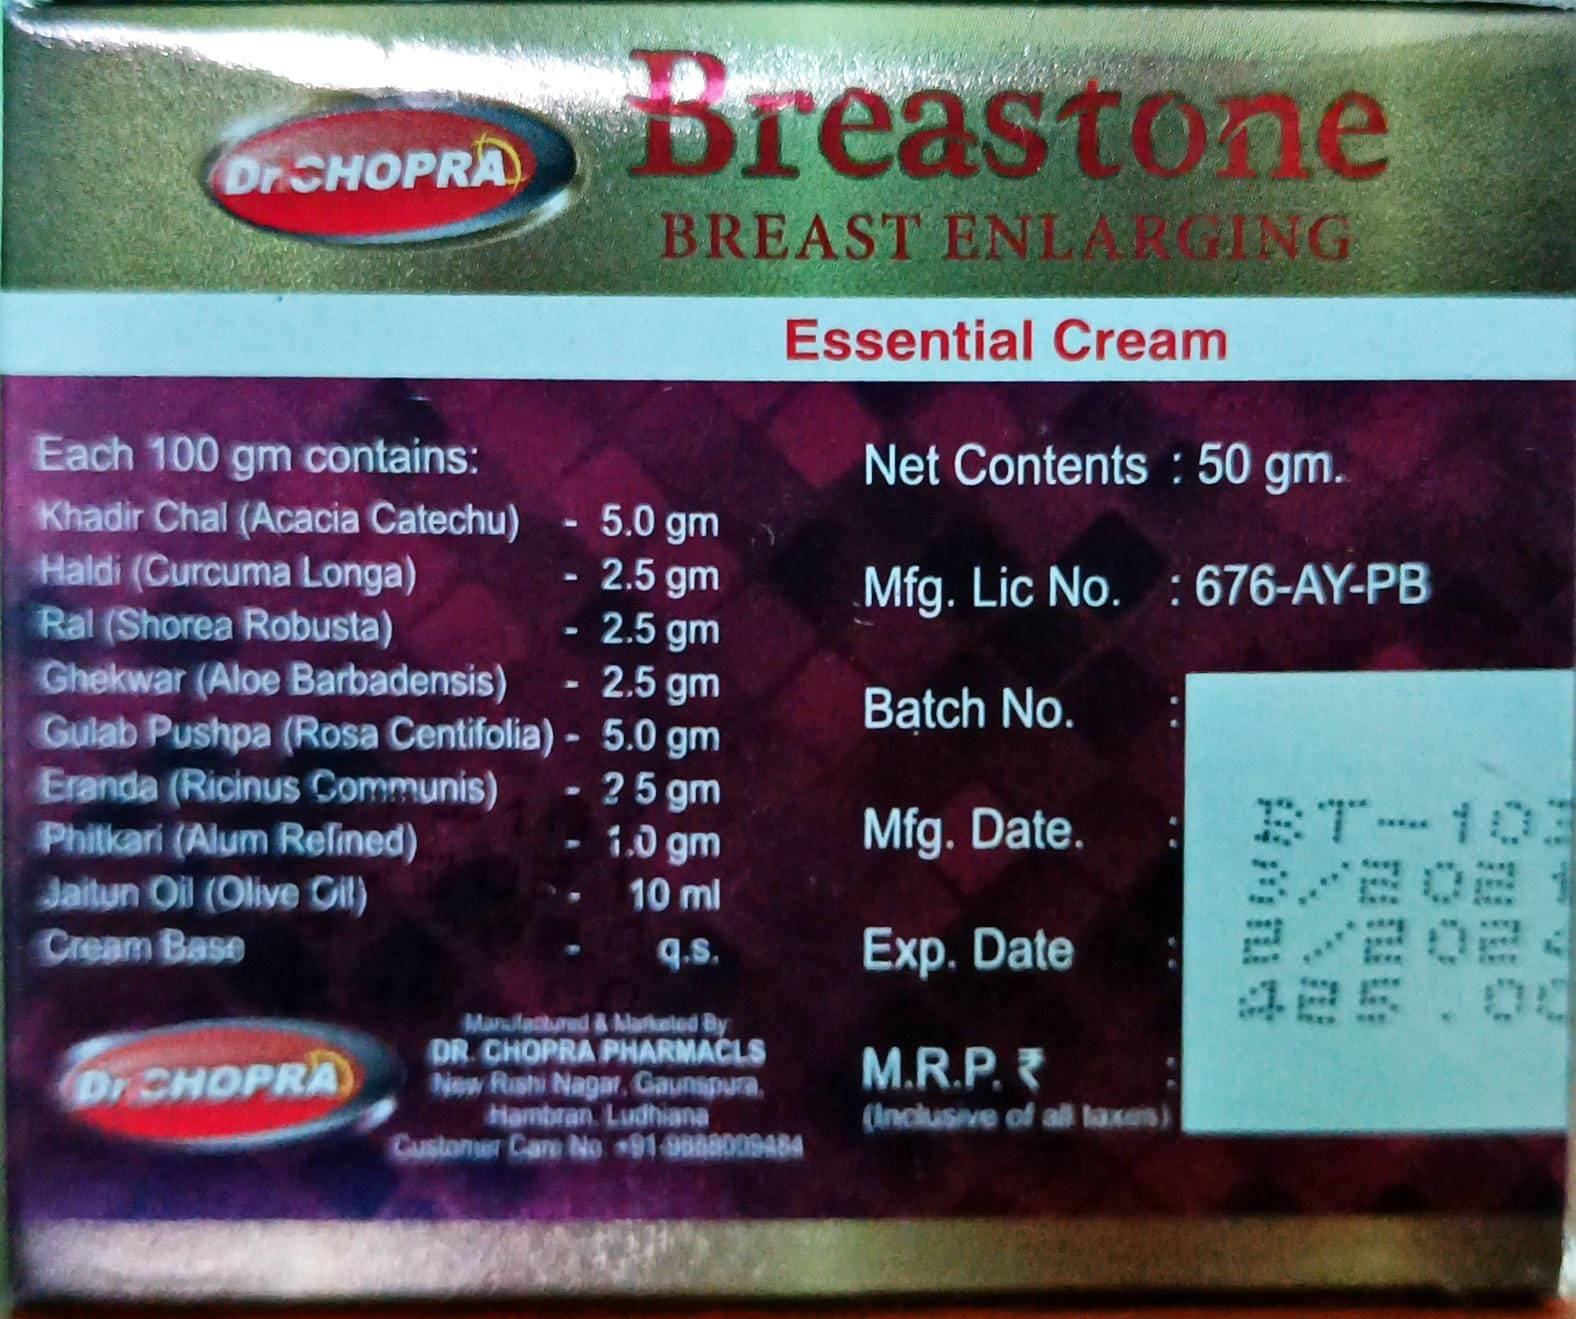 Dr.CHOPRA
Breastone
BREAST ENLARGING
Essential Cream
Each 100 gm contains:
Khadir Chal (Acacia Catechu) - 5.0 gm
Haldi (Curcuma Longa) - 2.5 gm
Ral (Shorea Robusta) - 2.5 gm
Ghekwar (Aloe Barbadensis) - 2.5 gm
Gulab Pushpa (Rosa Centifolia) - 5.0 gm
Eranda (Ricinus Communis) - 2.5 gm
Phitkari (Alum Refined) - 1.0 gm
Jaitun Oil (Olive Oil) - 10 ml
Cream Base - q.s.
Dr.CHOPRA
Manufactured & Marketed By
DR. CHOPRA PHARMACLS
New Rishi Nagar,
Hambran, Ludhiana
Customer Care No.
Net Contents : 50 gm.
Mfg. Lic No. : 676-AY-PB
Batch No. :
Mfg. Date. :
Exp. Date :
M.R.P. ₹ :
(Inclusive of all taxes)